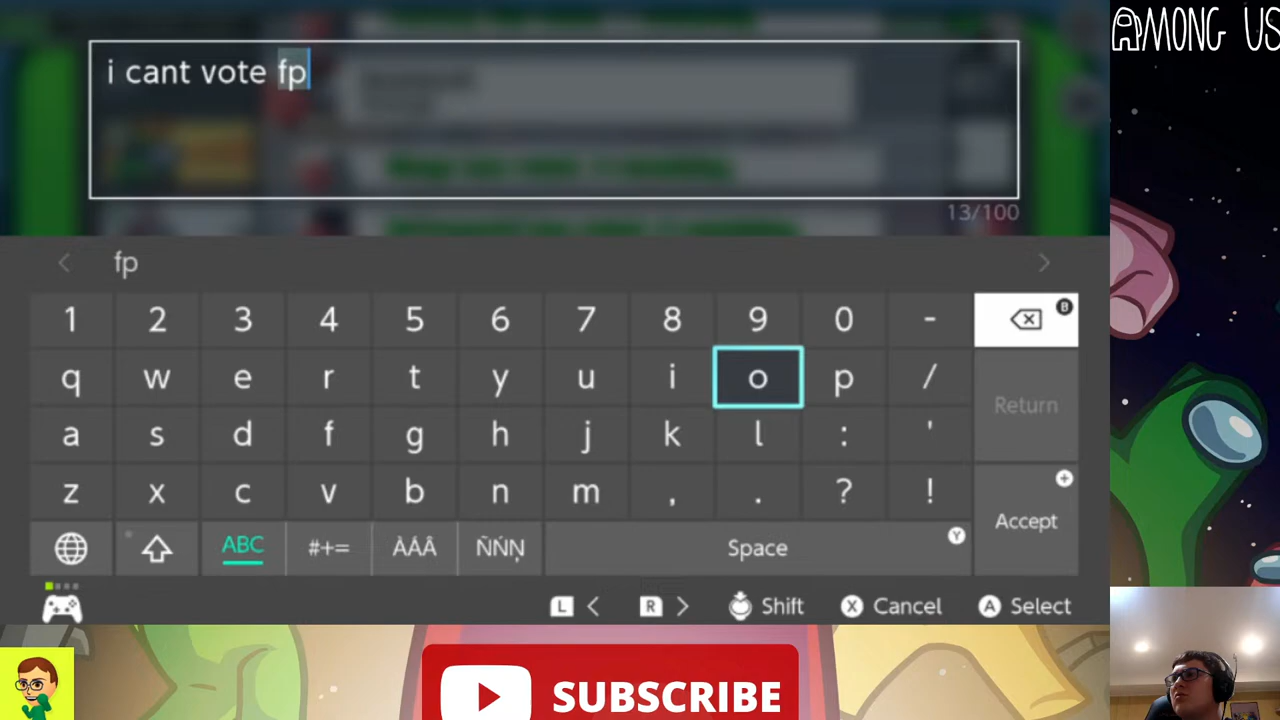 AMONG US
i cant vote fp
13/100
fp
1 2 3 4 5 6 7 8 9 0 - B
q w e r t y u i o p /
Return
a s d f g h j k l : '
z x c v b n m , . ? ! +
Accept
ABC #+= ÀÁÂ ÑŃŅ Space Y
L < R > Shift X Cancel A Select
SUBSCRIBE